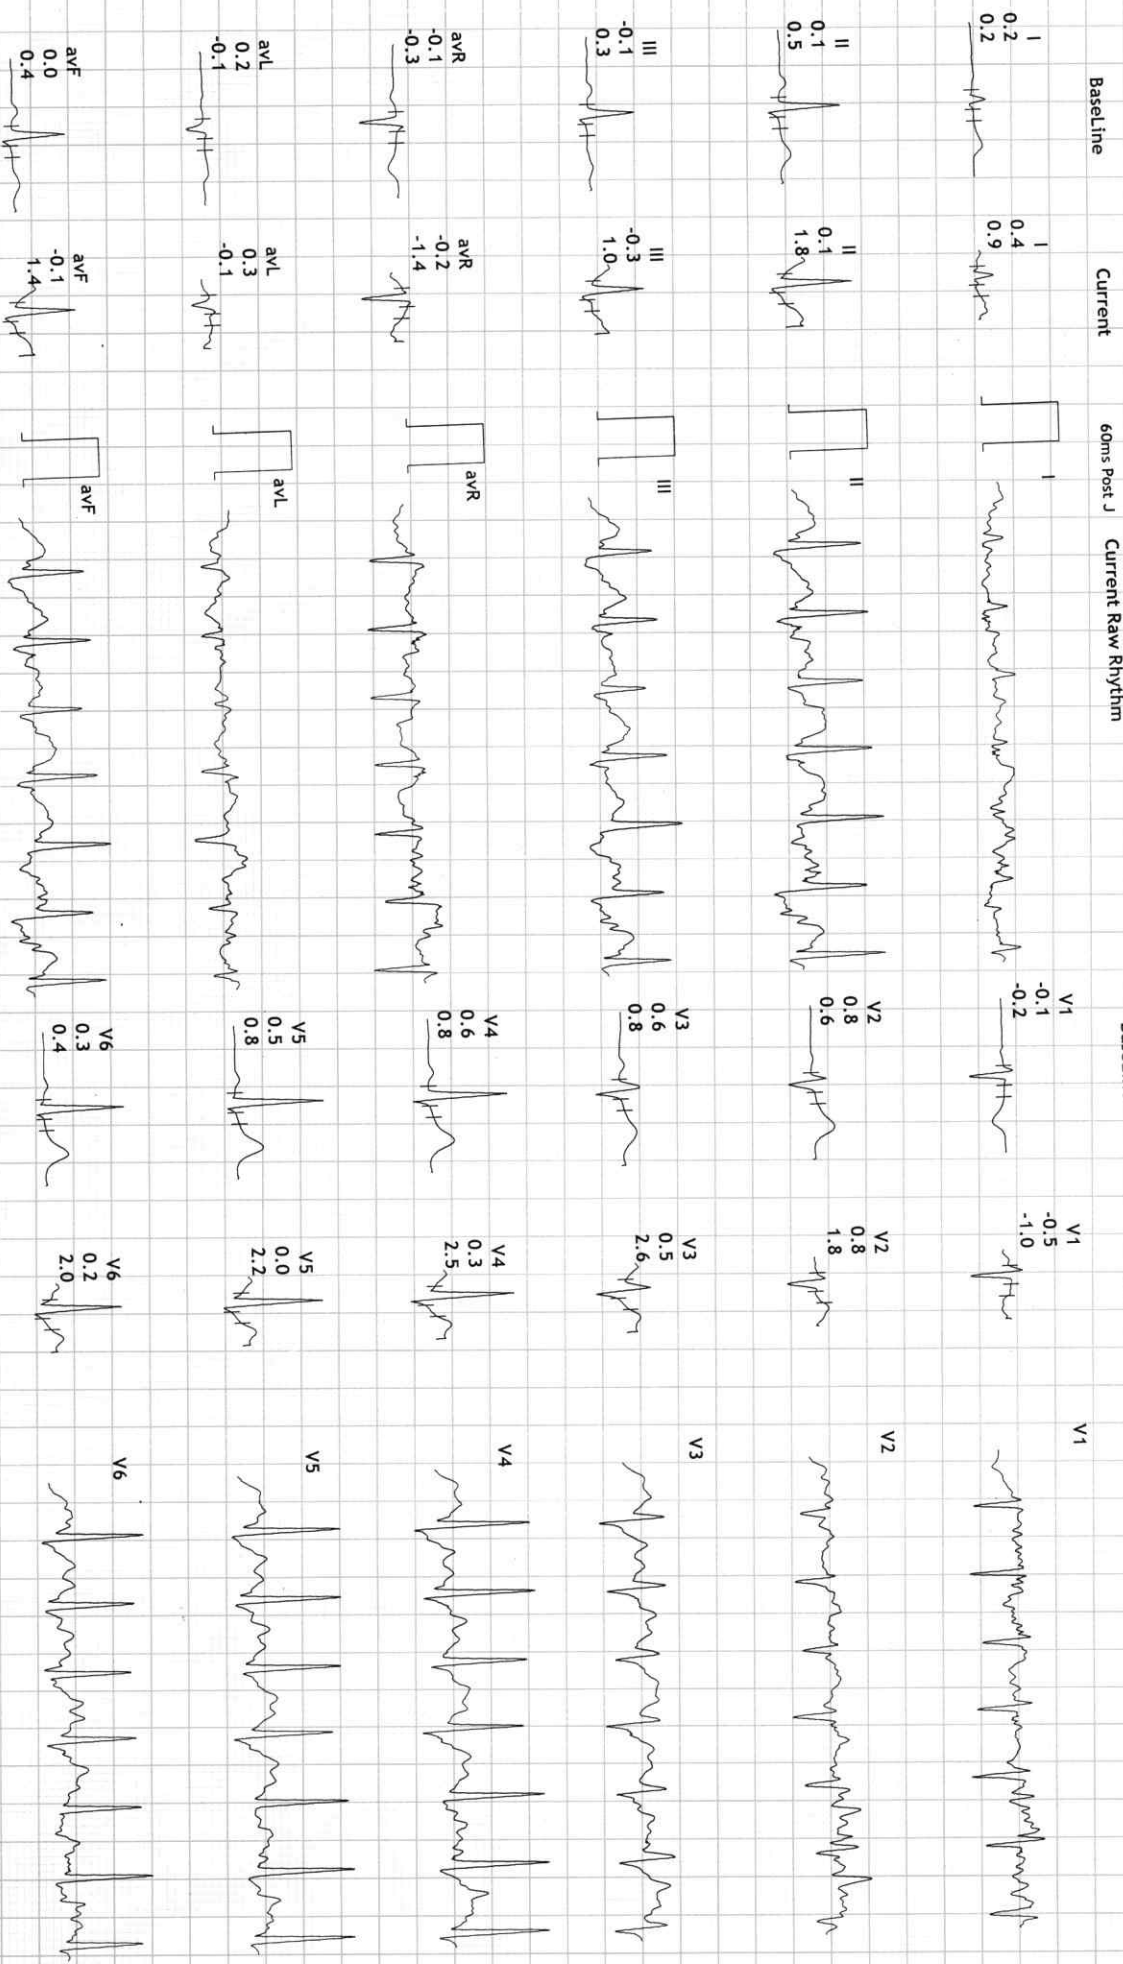 BaseLine
Current
60ms Post J
Current Raw Rhythm
I
0.2
0.2
I
0.4
0.9
I
V1
-0.1
-0.2
V1
-0.5
-1.0
V1
II
0.1
0.5
II
0.1
1.8
II
V2
0.8
0.6
V2
0.8
1.8
V2
III
-0.1
0.3
III
-0.3
1.0
III
V3
0.6
0.8
V3
0.5
2.6
V3
avR
-0.1
-0.3
avR
-0.2
-1.4
avR
V4
0.6
0.8
V4
0.3
2.5
V4
avL
0.2
-0.1
avL
0.3
-0.1
avL
V5
0.5
0.8
V5
0.0
2.2
V5
avF
0.0
0.4
avF
-0.1
1.4
avF
V6
0.3
0.4
V6
0.2
2.0
V6